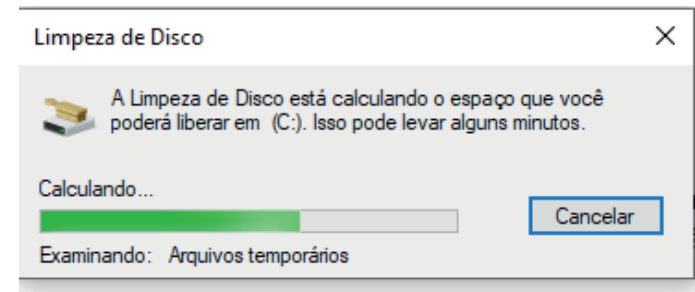 Limpeza de Disco
A Limpeza de Disco está calculando o espaço que você
poderá liberar em (C:). Isso pode levar alguns minutos.
Calculando...
Cancelar
Examinando: Arquivos temporários